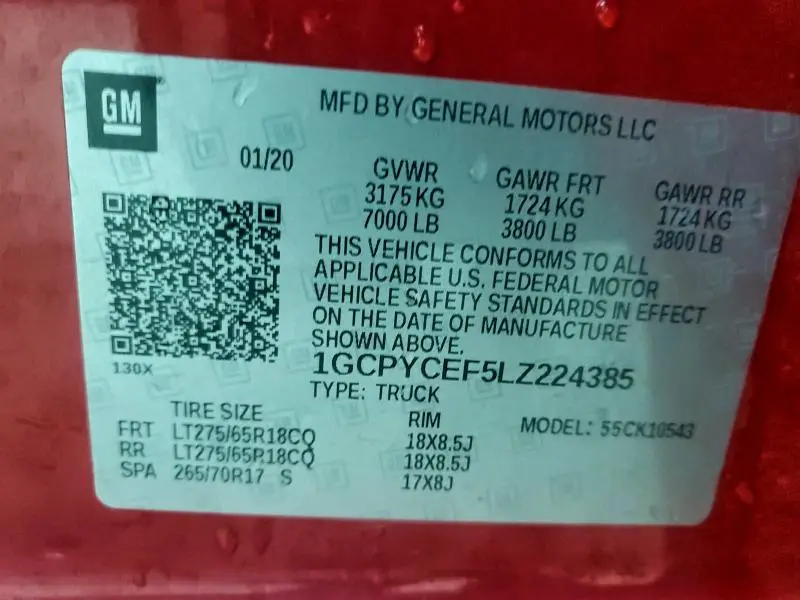 GM
MFD BY GENERAL MOTORS LLC
01/20
GVWR GAWR FRT GAWR RR
3175 KG 1724 KG 1724 KG
7000 LB 3800 LB 3800 LB
THIS VEHICLE CONFORMS TO ALL
APPLICABLE U.S. FEDERAL MOTOR
VEHICLE SAFETY STANDARDS IN EFFECT
ON THE DATE OF MANUFACTURE
SHOWN ABOVE.
130X
1GCPYCEF5LZ224385
TYPE: TRUCK
TIRE SIZE RIM MODEL: 55CK10543
FRT LT275/65R18CQ 18X8.5J
RR LT275/65R18CQ 18X8.5J
SPA 265/70R17 S 17X8J